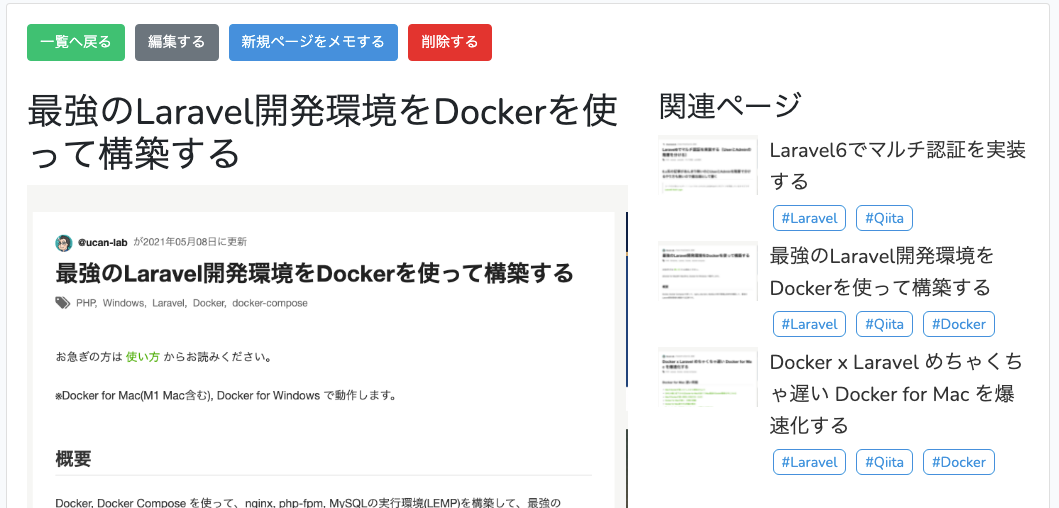 一覧へ戻る 編集する 新規ページをメモする 削除する
最強のLaravel開発環境をDockerを使
って構築する
@ucan-lab が2021年05月08日に更新
最強のLaravel開発環境をDockerを使って構築する
PHP, Windows, Laravel, Docker, docker-compose
お急ぎの方は 使い方 からお読みください。
※Docker for Mac(M1 Mac含む), Docker for Windows で動作します。
概要
Docker, Docker Compose を使って、nginx, php-fpm, MySQLの実行環境(LEMP)を構築して、最強の
関連ページ
Laravel6でマルチ認証を実装
する
#Laravel #Qiita
最強のLaravel開発環境を
Dockerを使って構築する
#Laravel #Qiita #Docker
Docker x Laravel めちゃくち
ゃ遅い Docker for Mac を爆
速化する
#Laravel #Qiita #Docker